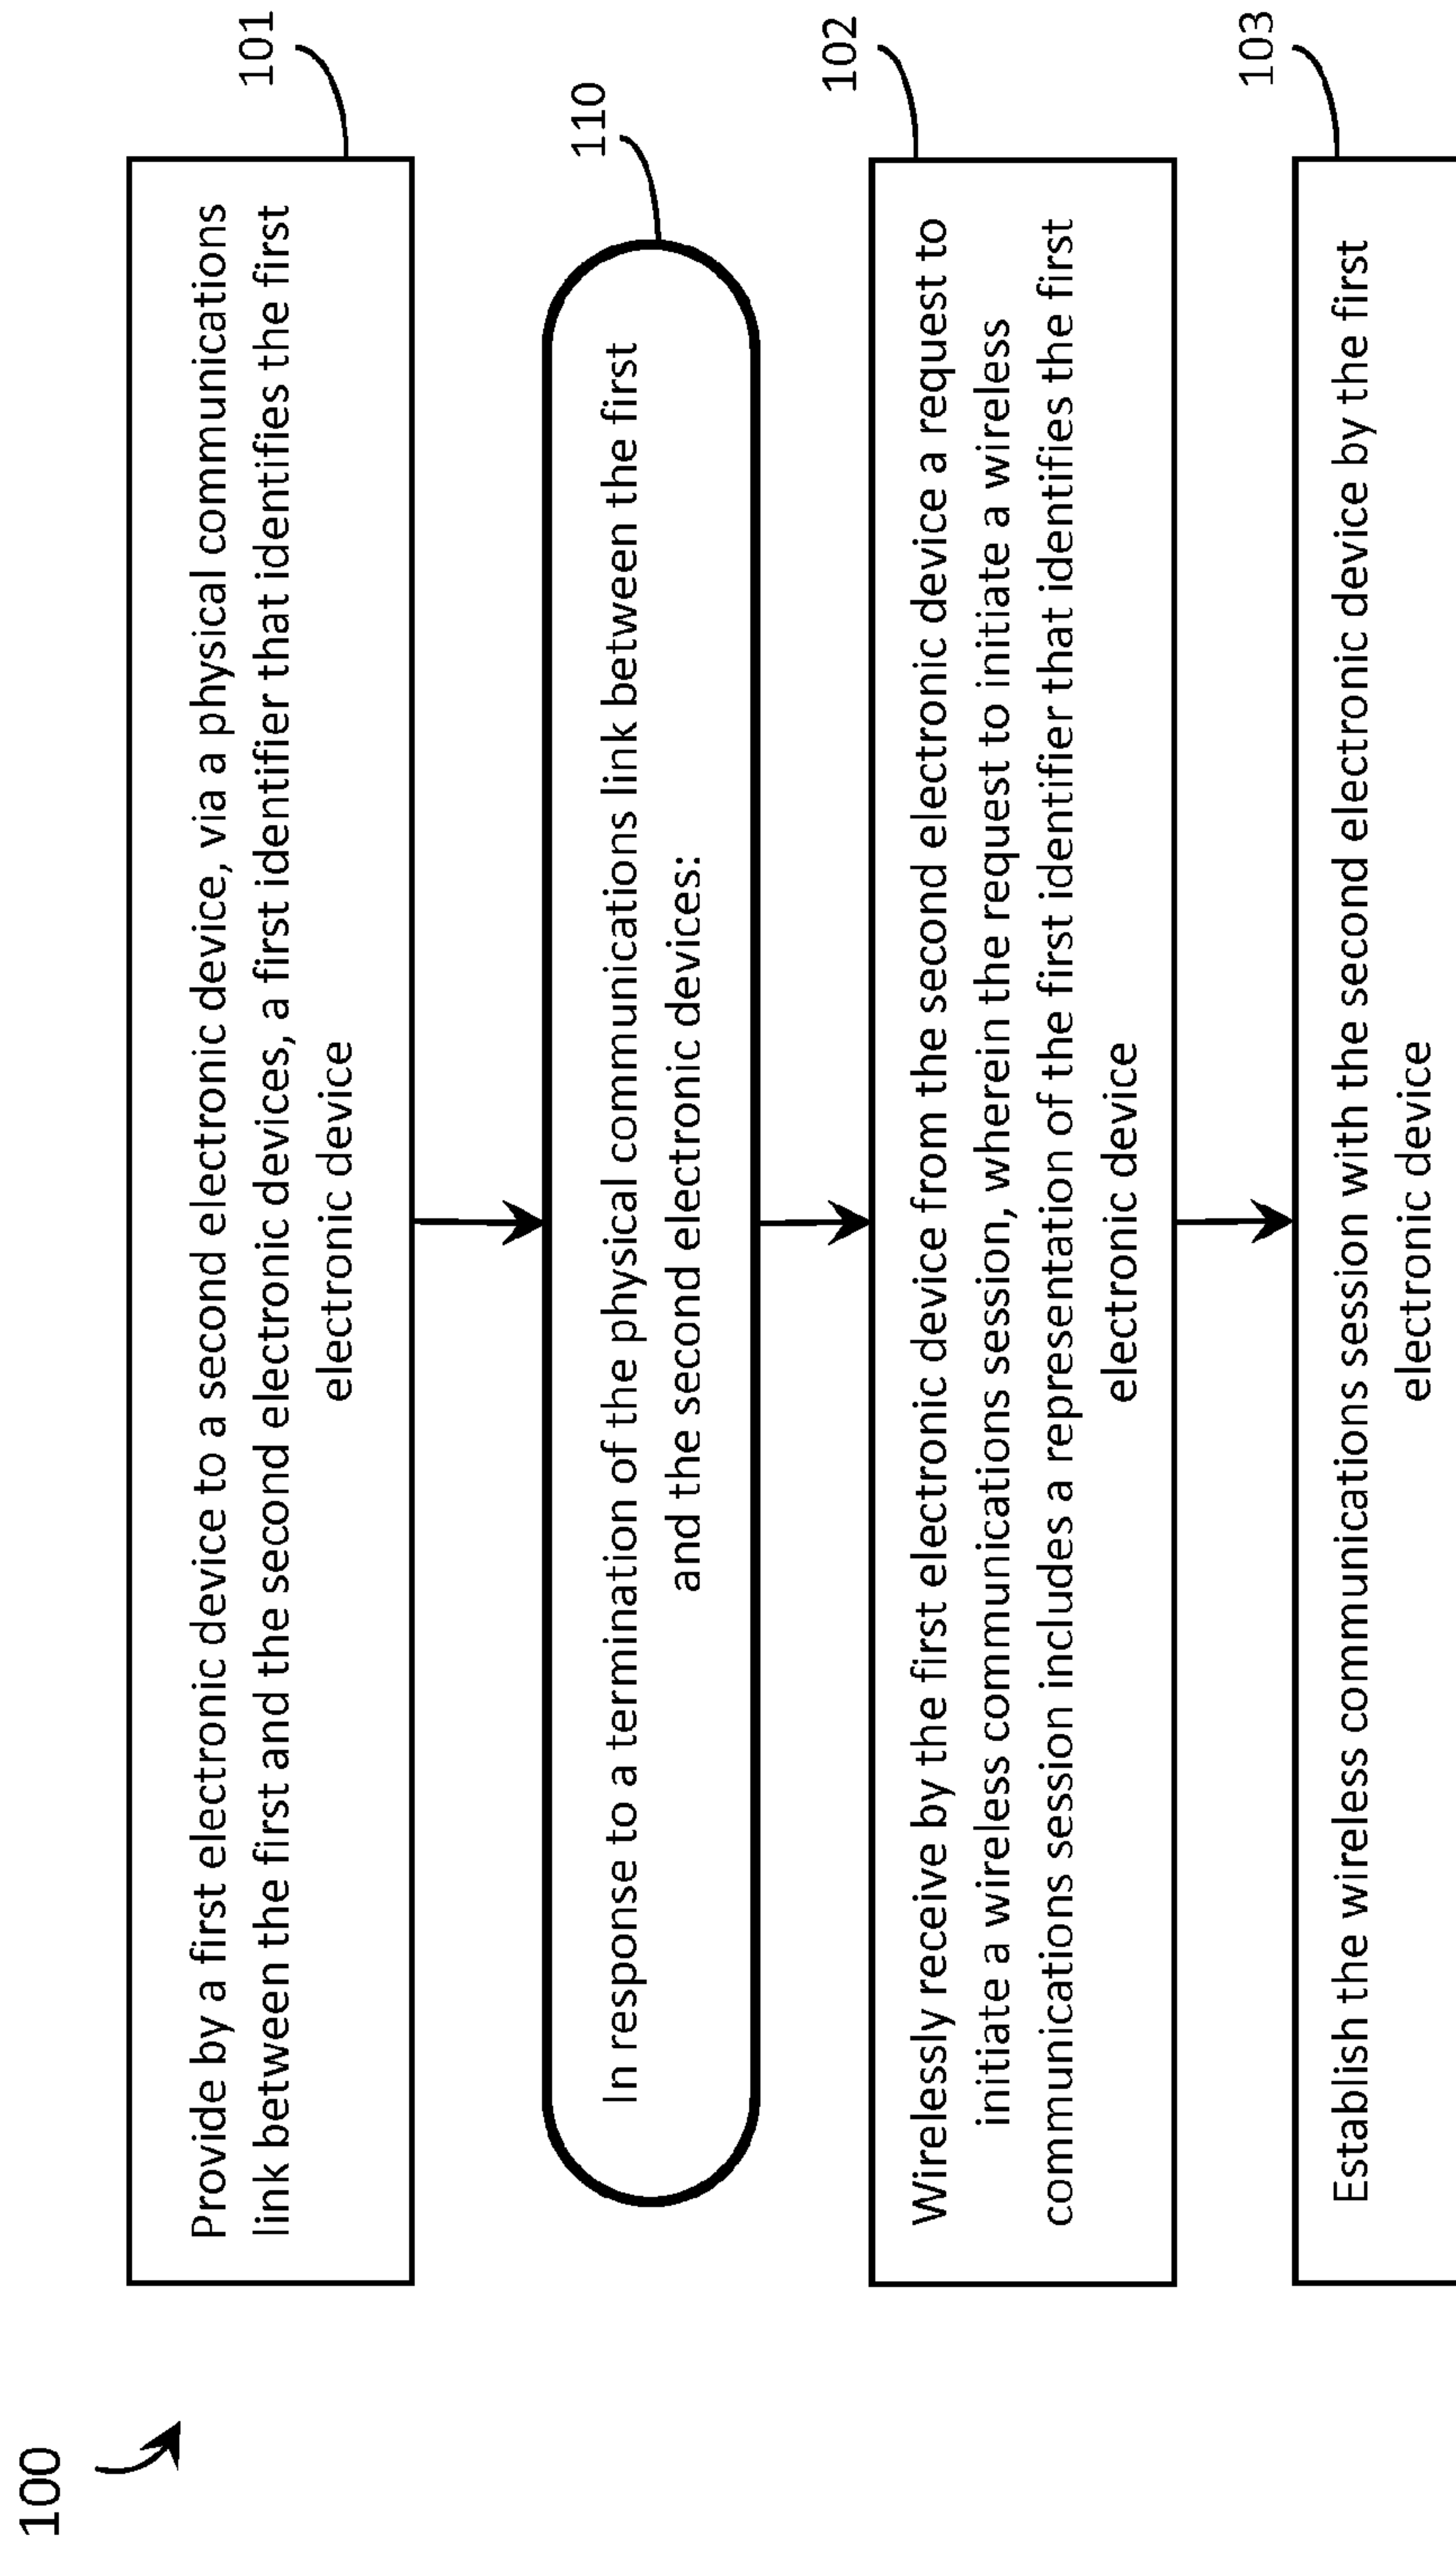 100
101
Provide by a first electronic device to a second electronic device, via a physical communications
link between the first and the second electronic devices, a first identifier that identifies the first
electronic device
110
In response to a termination of the physical communications link between the first
and the second electronic devices:
102
Wirelessly receive by the first electronic device from the second electronic device a request to
initiate a wireless communications session, wherein the request to initiate a wireless
communications session includes a representation of the first identifier that identifies the first
electronic device
103
Establish the wireless communications session with the second electronic device by the first
electronic device